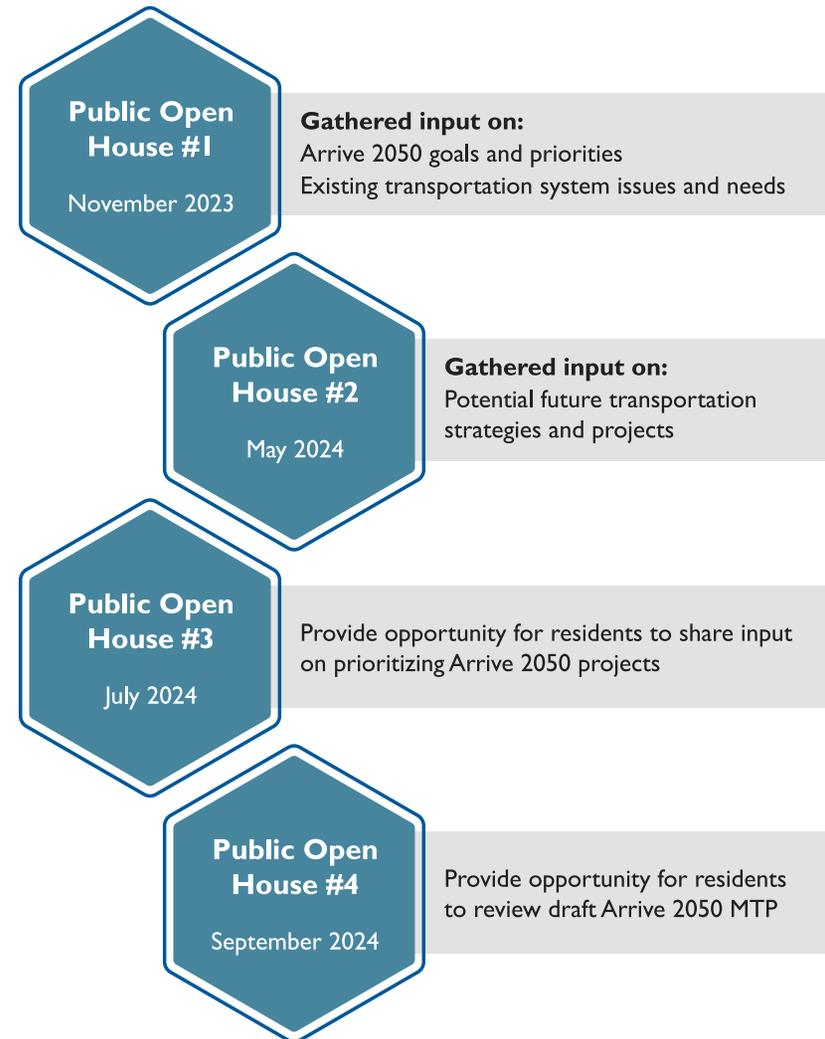 Public Open
House #1
November 2023
Gathered input on:
Arrive 2050 goals and priorities
Existing transportation system issues and needs
Public Open
House #2
May 2024
Gathered input on:
Potential future transportation
strategies and projects
Public Open
House #3
July 2024
Provide opportunity for residents to share input
on prioritizing Arrive 2050 projects
Public Open
House #4
September 2024
Provide opportunity for residents
to review draft Arrive 2050 MTP